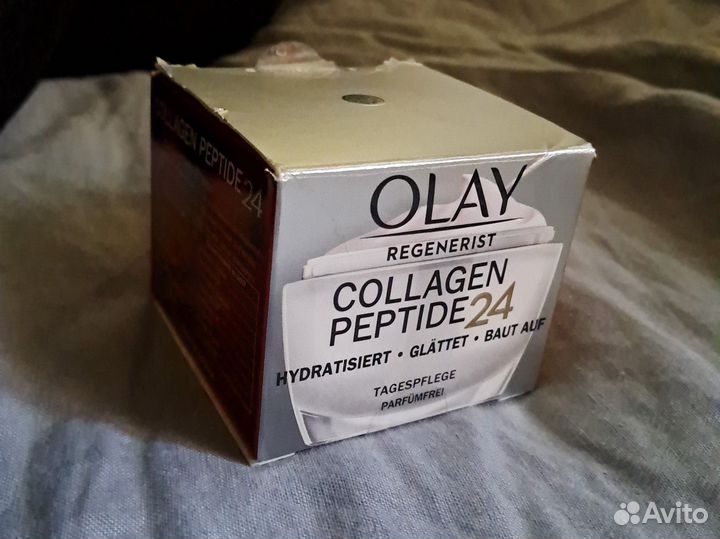 COLLAGEN PEPTIDE 24
OLAY
REGENERIST
COLLAGEN
PEPTIDE24
HYDRATISIERT • GLÄTTET • BAUT AUF
TAGESPFLEGE
PARFÜMFREI
Avito